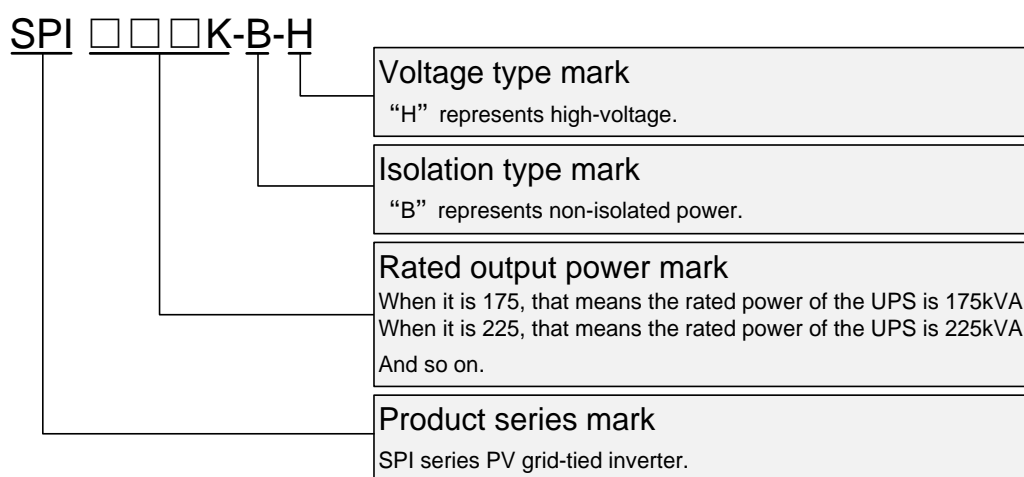 SPI □□□K-B-H
Voltage type mark
“H” represents high-voltage.
Isolation type mark
“B” represents non-isolated power.
Rated output power mark
When it is 175, that means the rated power of the UPS is 175kVA
When it is 225, that means the rated power of the UPS is 225kVA
And so on.
Product series mark
SPI series PV grid-tied inverter.